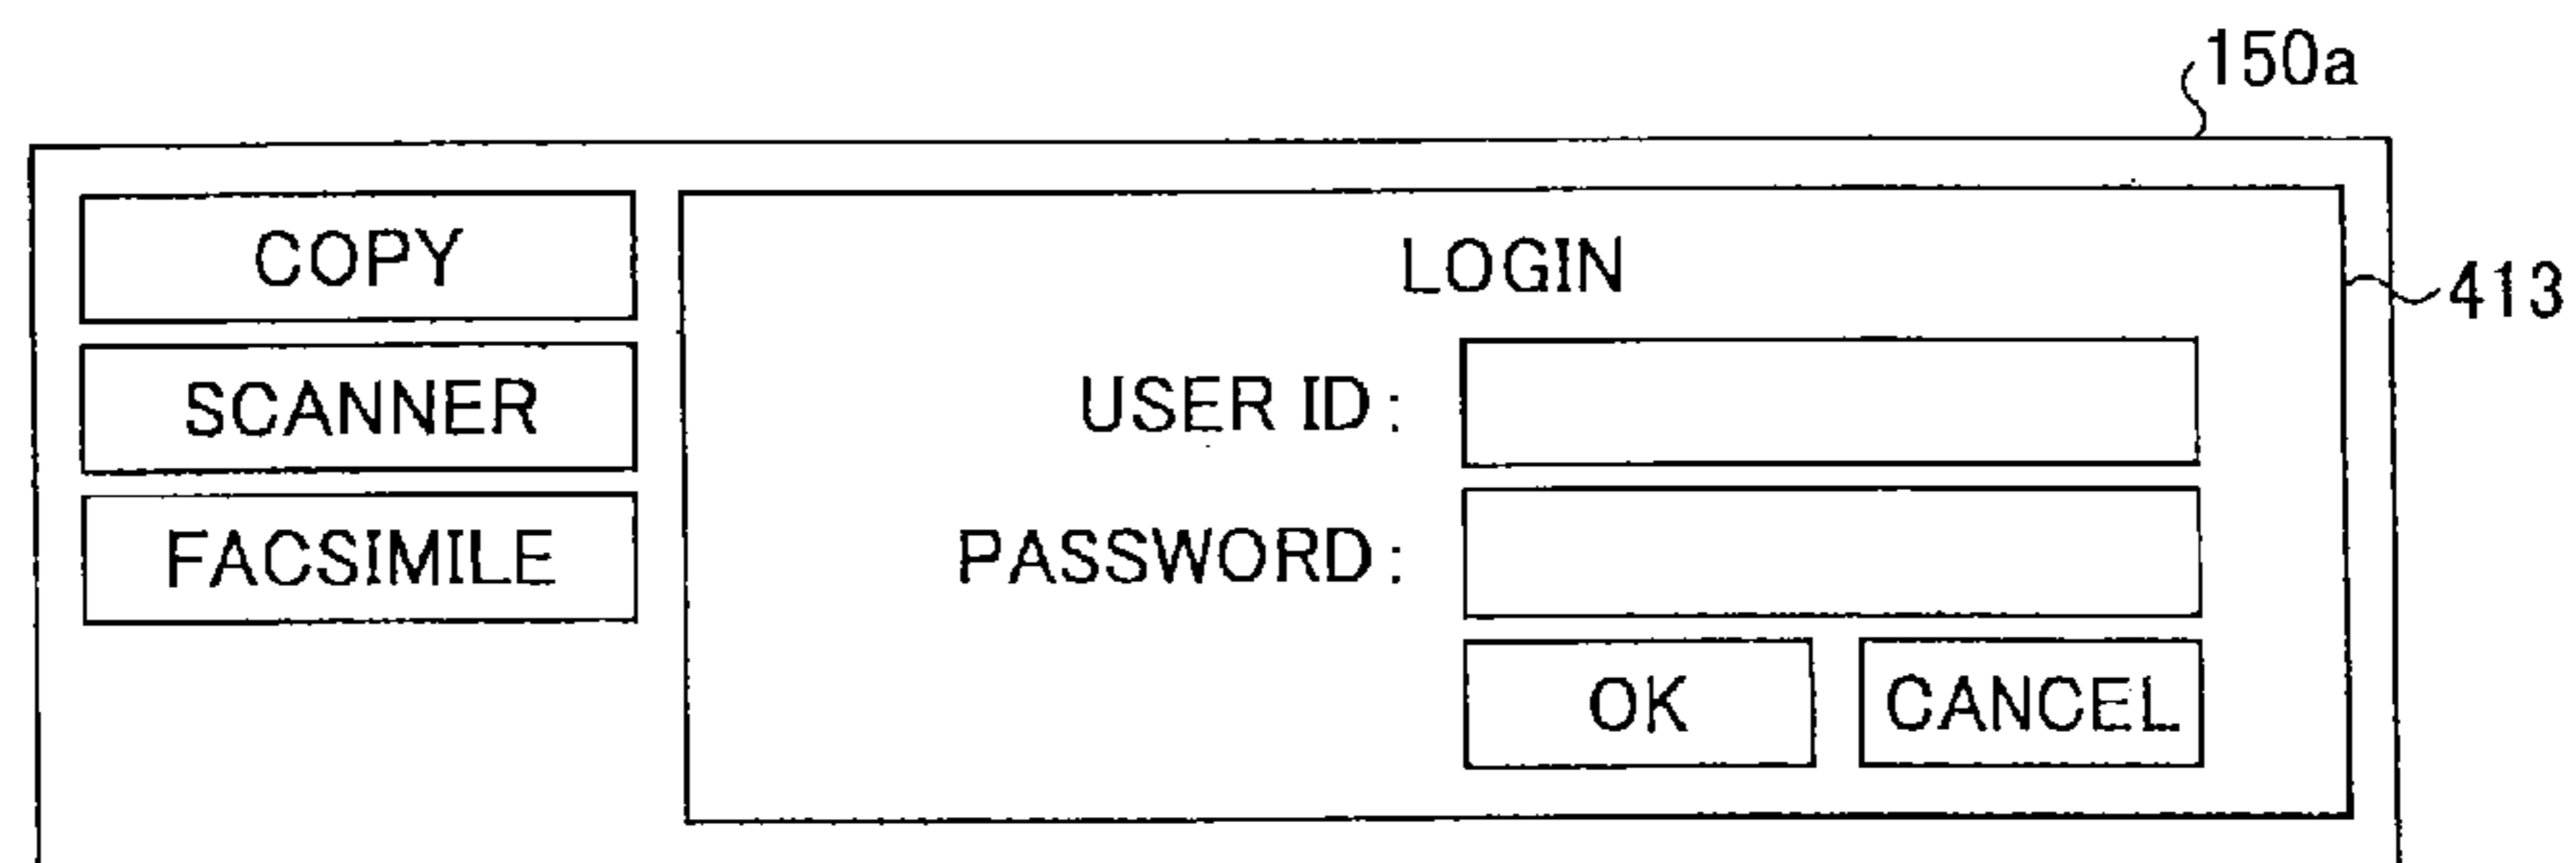 150a
COPY
SCANNER
FACSIMILE
LOGIN
413
USER ID :
PASSWORD :
OK
CANCEL